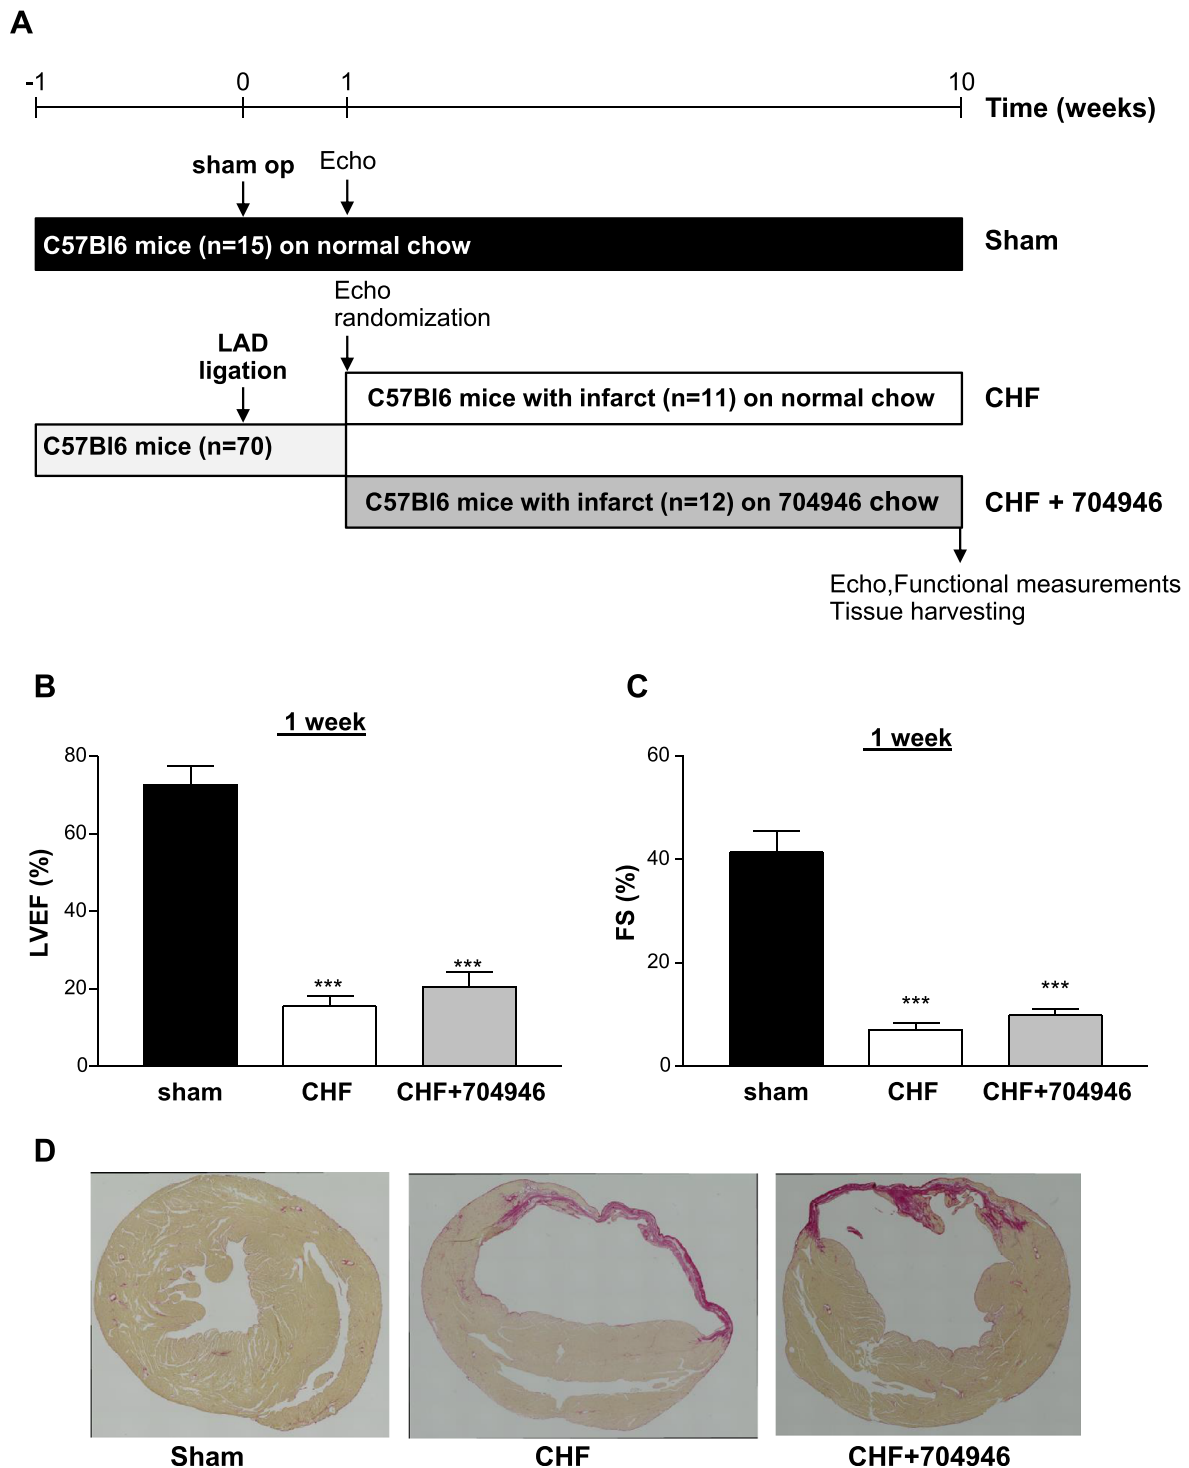 A
-1 0 1 10
Time (weeks)
sham op Echo
C57Bl6 mice (n=15) on normal chow
Sham
Echo
randomization
LAD
ligation
C57Bl6 mice with infarct (n=11) on normal chow
CHF
C57Bl6 mice (n=70)
C57Bl6 mice with infarct (n=12) on 704946 chow
CHF + 704946
Echo,Functional measurements
Tissue harvesting
B
1 week
80
60
40
20
0
LVEF (%)
***
***
sham CHF CHF+704946
C
1 week
60
40
20
0
FS (%)
***
***
sham CHF CHF+704946
D
Sham CHF CHF+704946